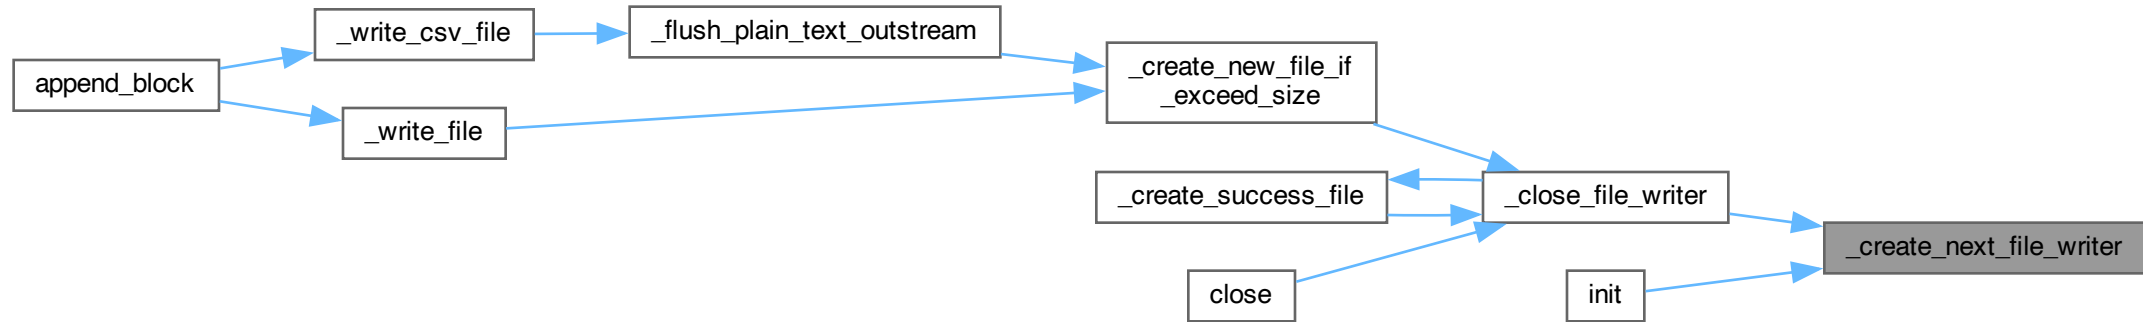 append_block
_write_csv_file
_write_file
_flush_plain_text_outstream
_create_new_file_if
_exceed_size
_create_success_file
close
_close_file_writer
init
_create_next_file_writer